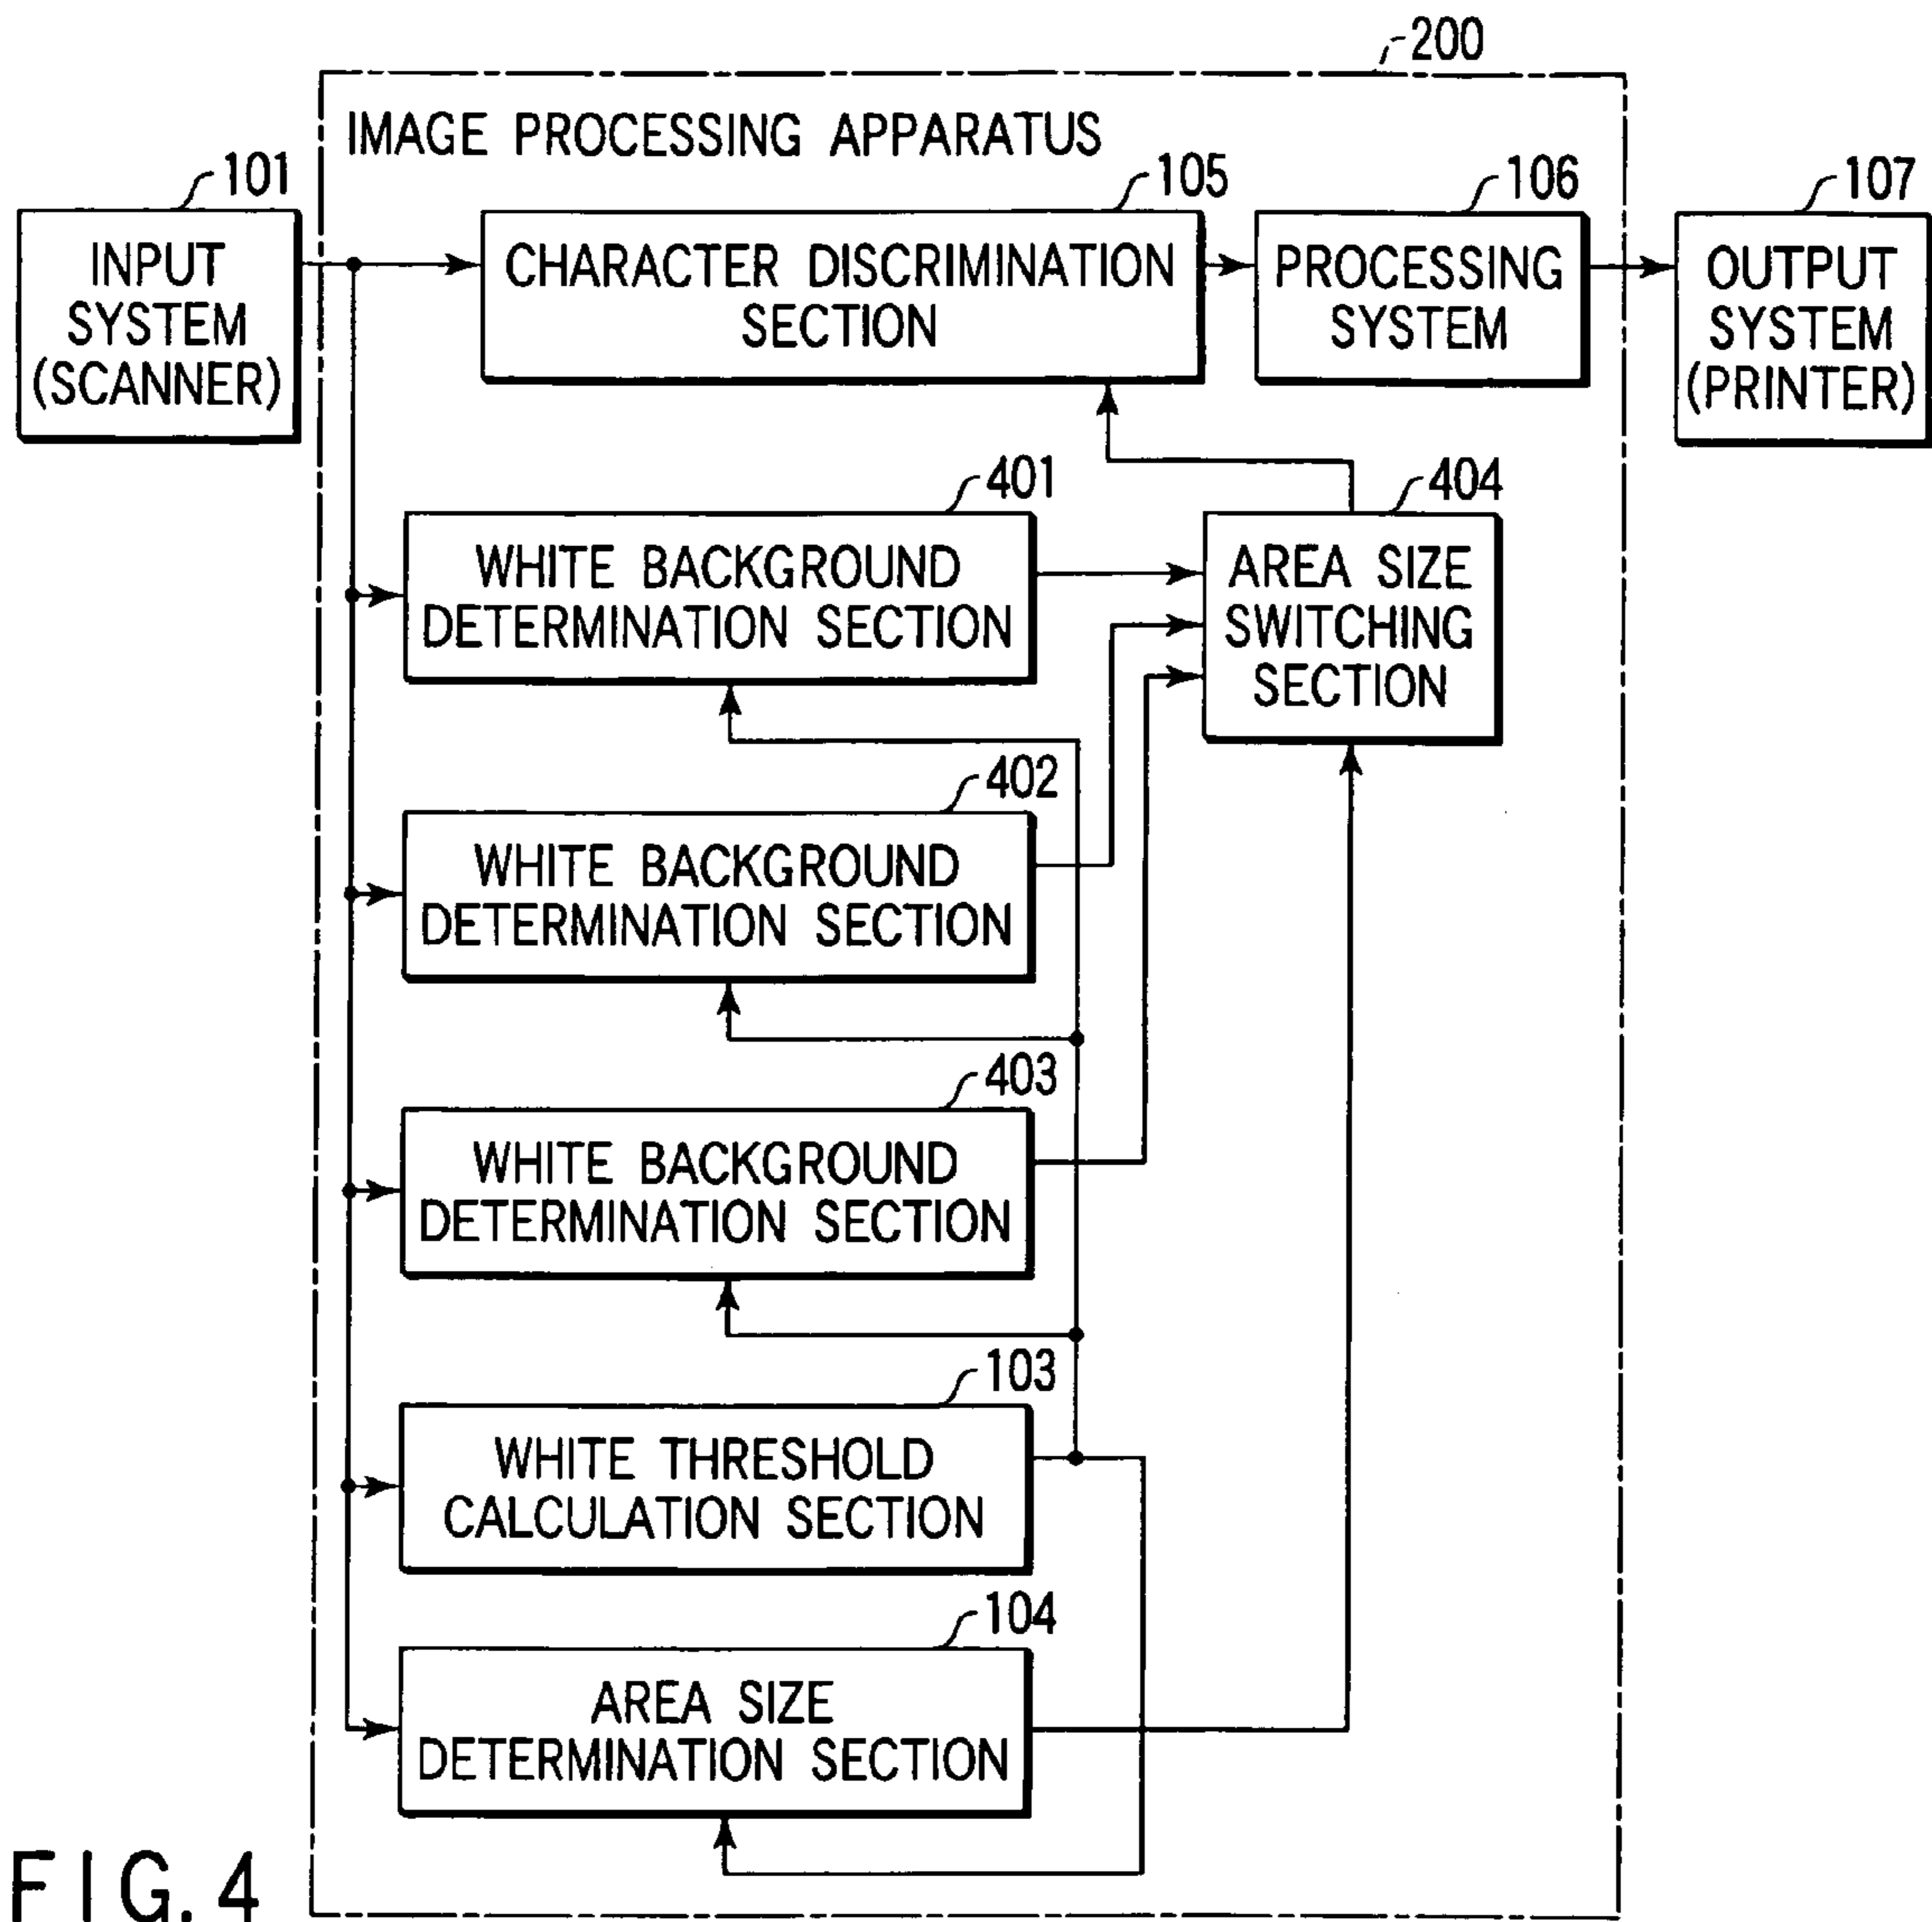 200
IMAGE PROCESSING APPARATUS
101
105
106
107
INPUT
SYSTEM
(SCANNER)
CHARACTER DISCRIMINATION
SECTION
PROCESSING
SYSTEM
OUTPUT
SYSTEM
(PRINTER)
401
WHITE BACKGROUND
DETERMINATION SECTION
404
AREA SIZE
SWITCHING
SECTION
402
WHITE BACKGROUND
DETERMINATION SECTION
403
WHITE BACKGROUND
DETERMINATION SECTION
103
WHITE THRESHOLD
CALCULATION SECTION
104
AREA SIZE
DETERMINATION SECTION
FIG. 4